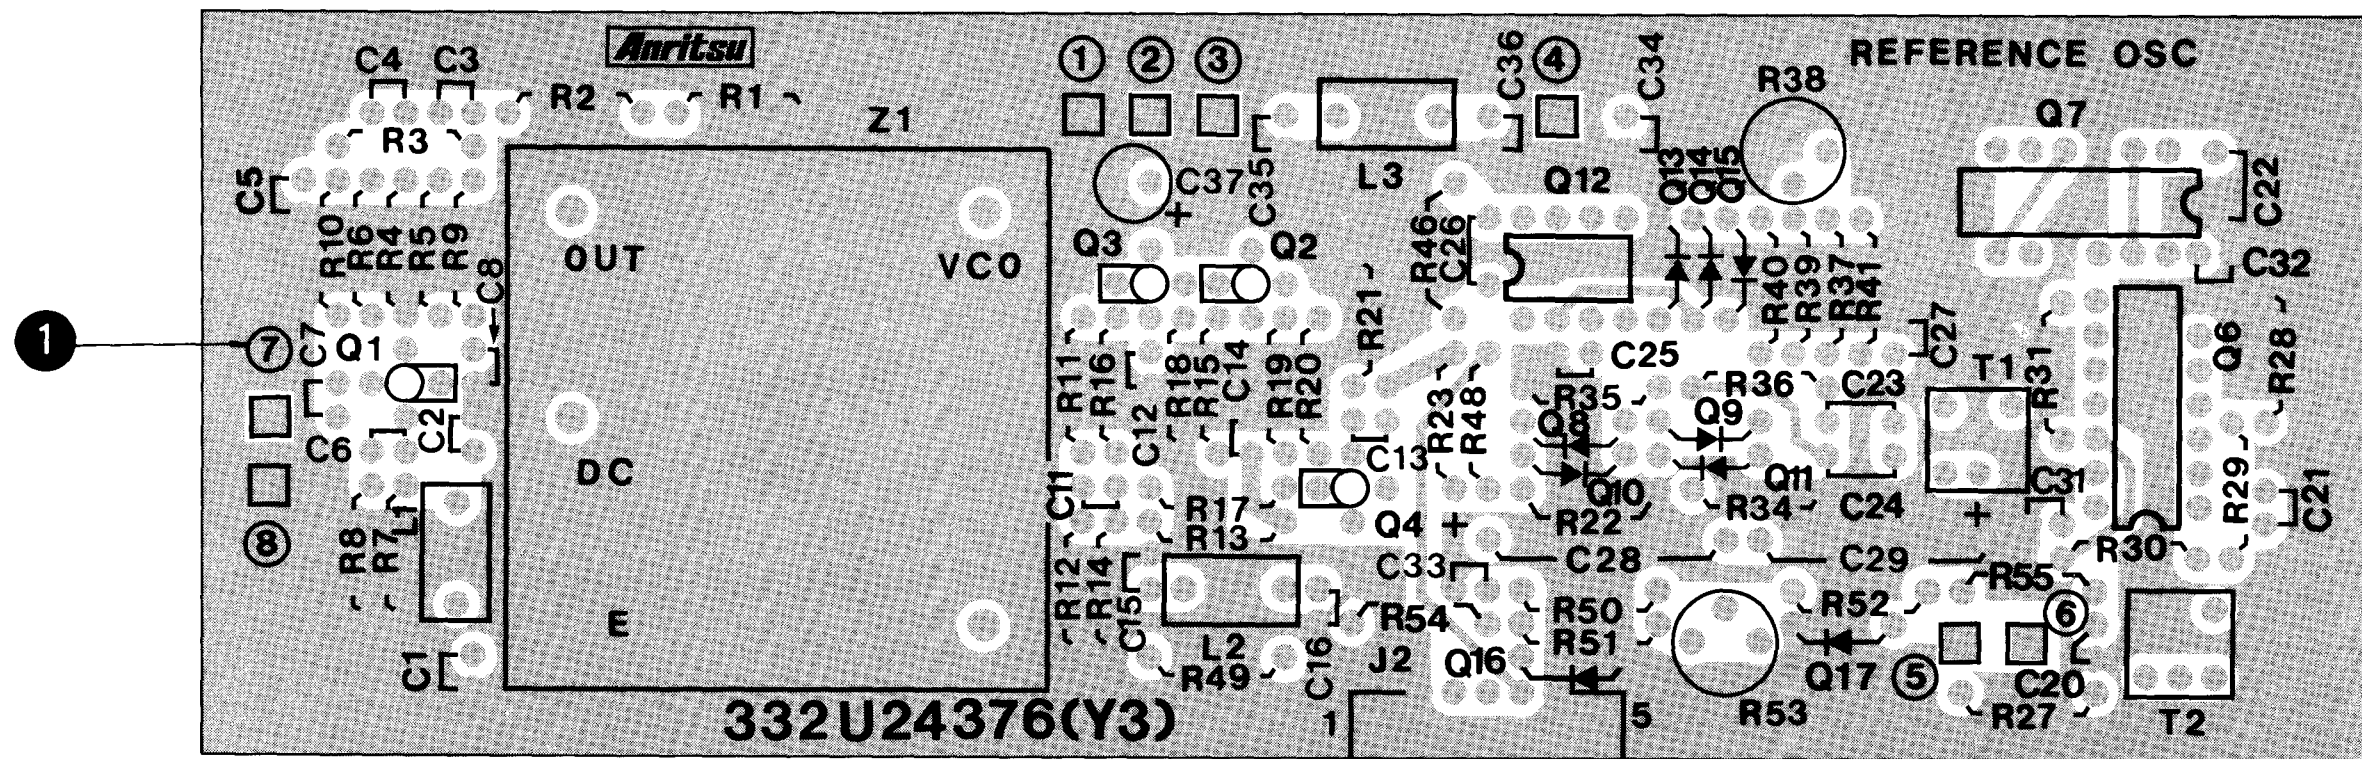 Anritsu
REFERENCE OSC
C4 C3
R2 R1
Z1
① ② ③ ④
C36
C34
R38
Q7
R3
C5
C37
+
C35
L3
Q12
Q13
Q14
Q15
C22
R10
R6
R4
R5
R9
C8
OUT
VCO
Q3 Q2
R46
C26
R40
R39
R37
R41
C32
R21
1
⑦
C7
Q1
R11
R16
R18
R15
C14
R19
R20
C25
C27
T1
R31
Q6
R28
R23
R48
R35
R36
C23
Q8
Q9
C6
C2
C12
C13
DC
C11
Q10
Q11
C24
C31
R29
C21
⑧
R8
R7
L1
R17
R13
Q4
+
R22
R34
+
R30
C33
C28
C29
R12
R14
C15
R54
R50
R52
R55
⑥
E
R51
C1
L2
R49
C16
J2
Q16
Q17
⑤
C20
332U24376(Y3)
1
5
R53
R27
T2